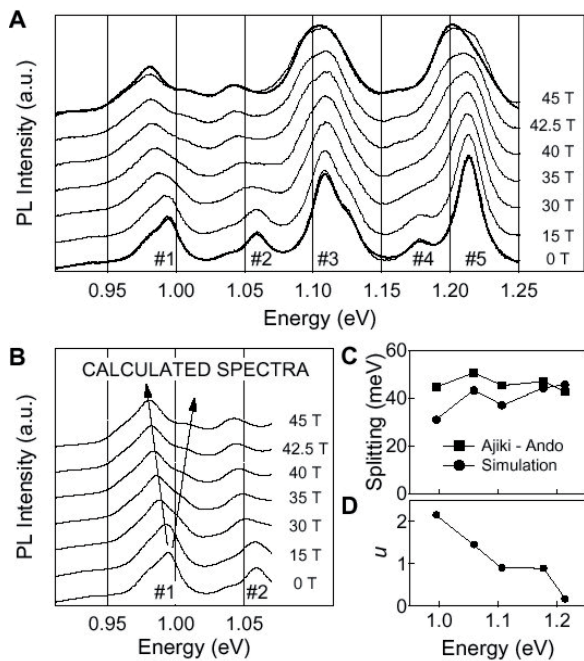 A
PL Intensity (a.u.)
45 T
42.5 T
40 T
35 T
30 T
15 T
0 T
#1 #2 #3 #4 #5
0.95 1.00 1.05 1.10 1.15 1.20 1.25
Energy (eV)
B
CALCULATED SPECTRA
PL Intensity (a.u.)
45 T
42.5 T
40 T
35 T
30 T
15 T
0 T
#1 #2
0.95 1.00 1.05
Energy (eV)
C
Splitting (meV)
60
40
20
0
Ajiki - Ando
Simulation
D
u
2
1
0
1.0 1.1 1.2
Energy (eV)